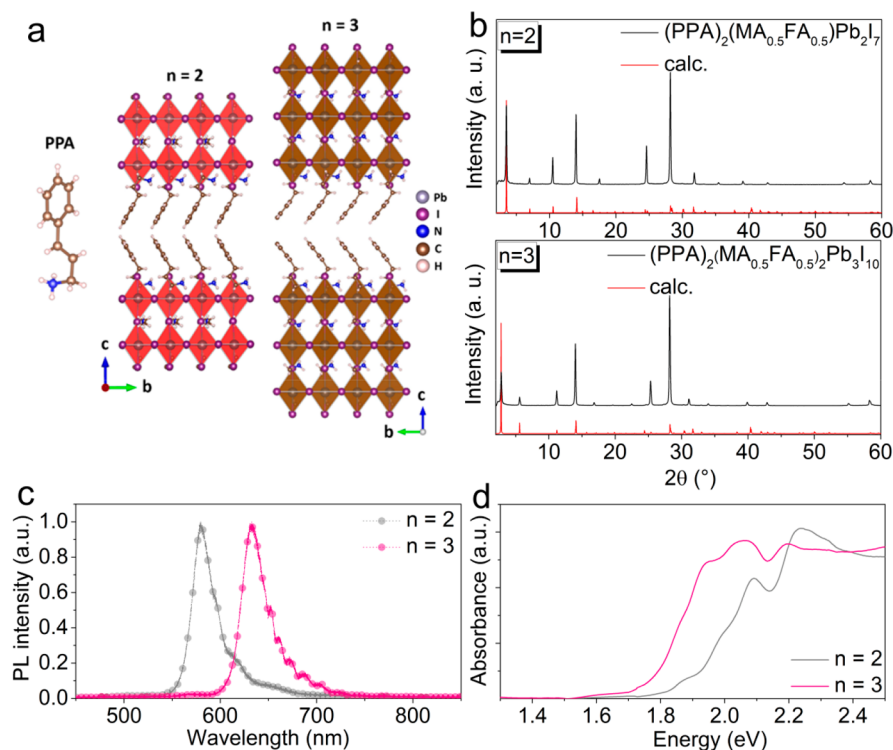 a
n = 3
n = 2
PPA
Pb
I
N
C
H
c
b
c
b
b
n=2
(PPA)2(MA0.5FA0.5)Pb2I7
calc.
Intensity (a. u.)
n=3
(PPA)2(MA0.5FA0.5)2Pb3I10
calc.
Intensity (a. u.)
10 20 30 40 50 60
2θ (°)
c
n = 2
n = 3
PL intensity (a.u.)
1.0
0.8
0.6
0.4
0.2
0.0
500 600 700 800
Wavelength (nm)
d
Absorbance (a.u.)
n = 2
n = 3
1.4 1.6 1.8 2.0 2.2 2.4
Energy (eV)